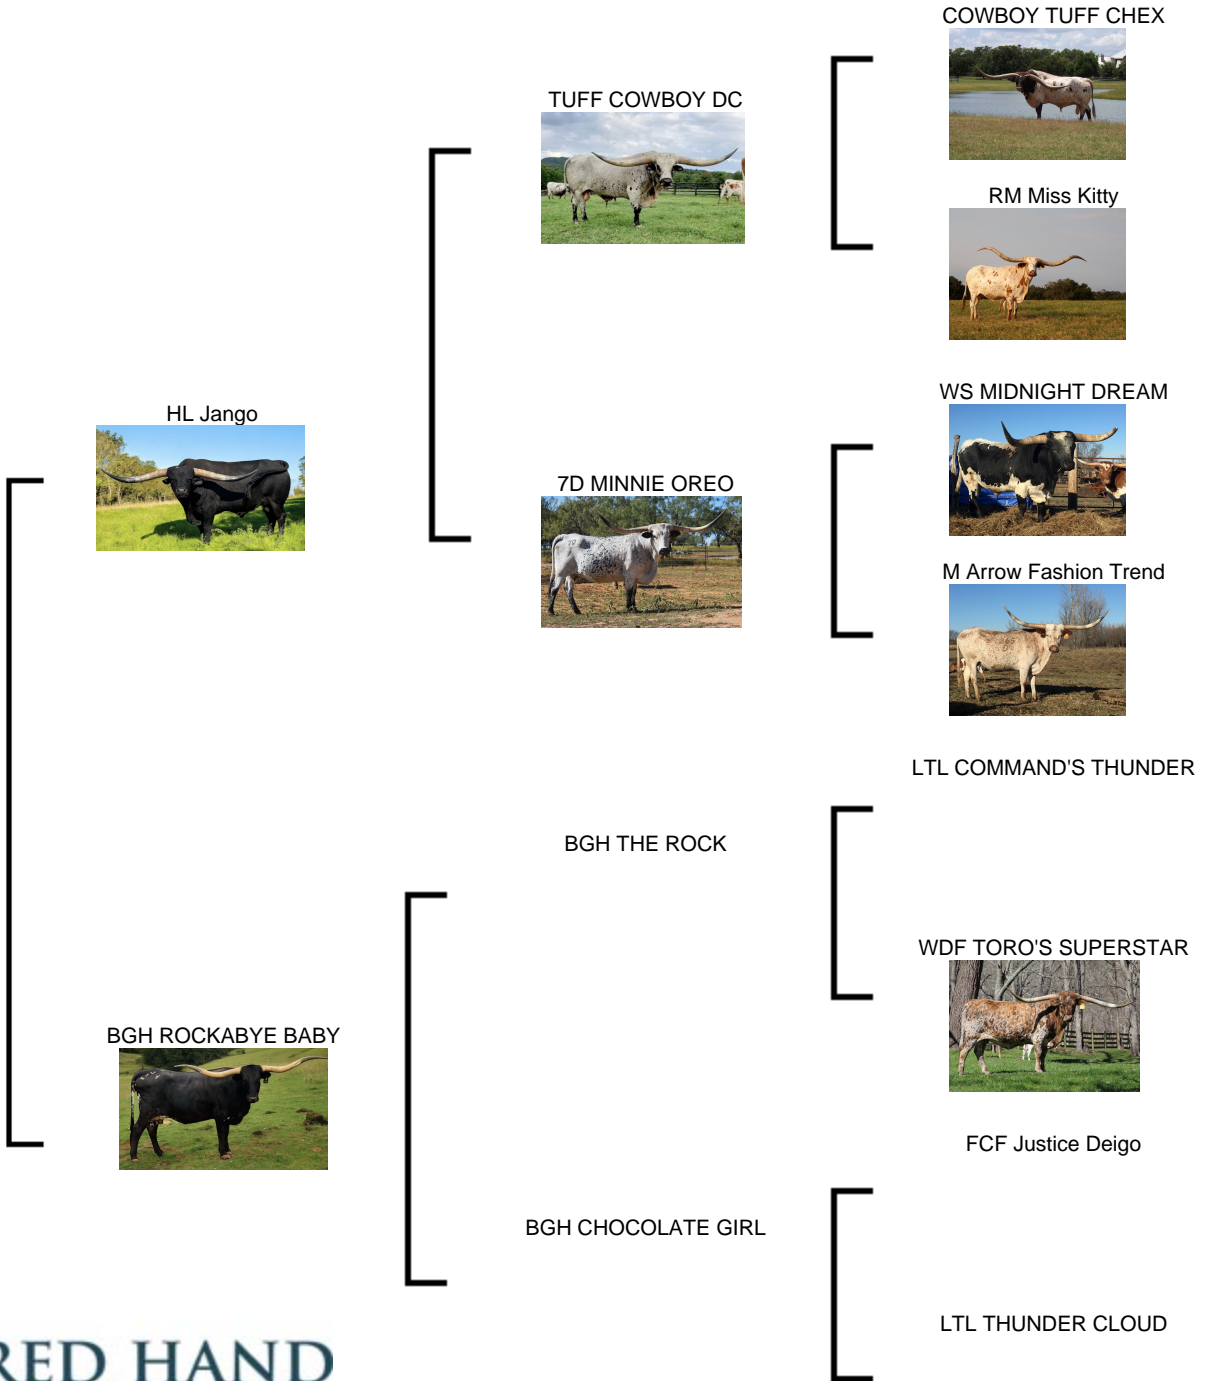 COWBOY TUFF CHEX
TUFF COWBOY DC
RM Miss Kitty
WS MIDNIGHT DREAM
HL Jango
7D MINNIE OREO
M Arrow Fashion Trend
LTL COMMAND'S THUNDER
BGH THE ROCK
WDF TORO'S SUPERSTAR
BGH ROCKABYE BABY
FCF Justice Deigo
BGH CHOCOLATE GIRL
LTL THUNDER CLOUD
RED HAND